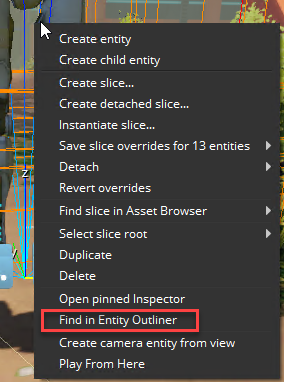 Create entity
Create child entity
Create slice...
Create detached slice...
Instantiate slice...
Save slice overrides for 13 entities
Detach
Revert overrides
Find slice in Asset Browser
Select slice root
Duplicate
Delete
Open pinned Inspector
Find in Entity Outliner
Create camera entity from view
Play From Here
z